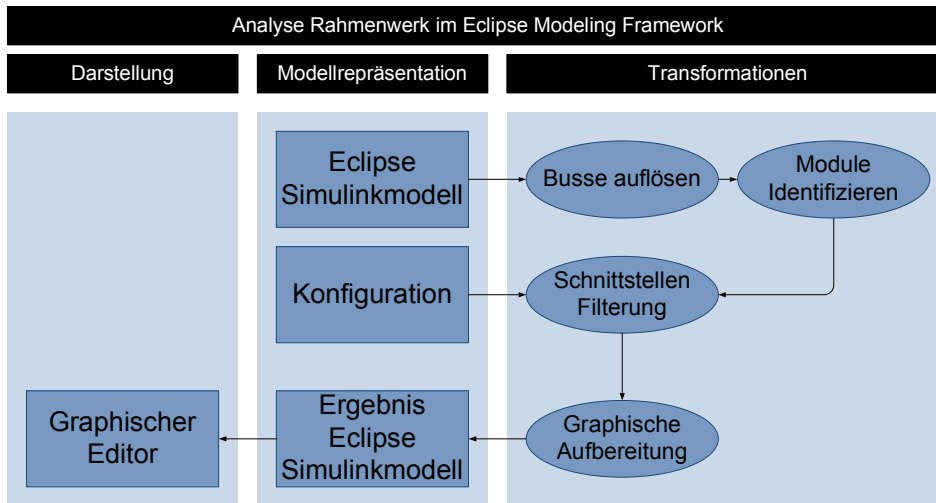 Analyse Rahmenwerk im Eclipse Modeling Framework
Darstellung
Modellrepräsentation
Transformationen
Eclipse
Simulinkmodell
Busse auflösen
Module
Identifizieren
Konfiguration
Schnittstellen
Filterung
Graphischer
Editor
Ergebnis
Eclipse
Simulinkmodell
Graphische
Aufbereitung